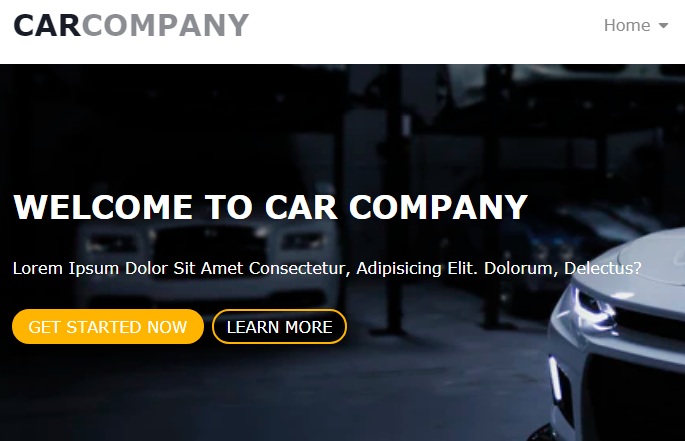 CARCOMPANY
Home
WELCOME TO CAR COMPANY
Lorem Ipsum Dolor Sit Amet Consectetur, Adipisicing Elit. Dolorum, Delectus?
GET STARTED NOW
LEARN MORE